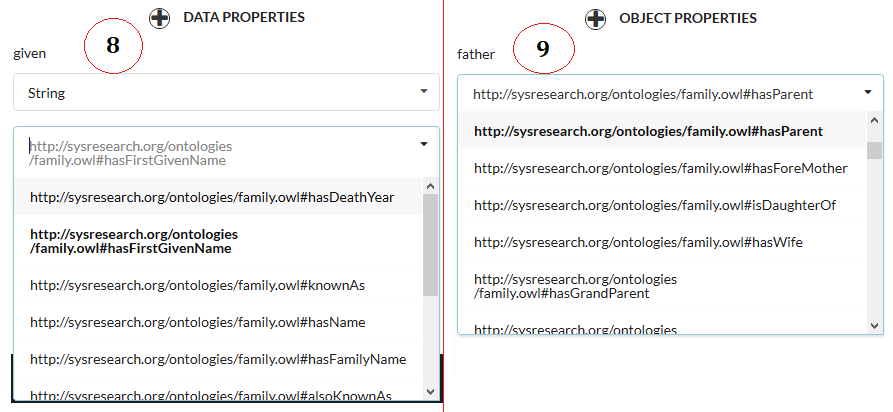 DATA PROPERTIES
8
given
String
http://sysresearch.org/ontologies
/family.owl#hasFirstGivenName
http://sysresearch.org/ontologies/family.owl#hasDeathYear
http://sysresearch.org/ontologies
/family.owl#hasFirstGivenName
http://sysresearch.org/ontologies/family.owl#knownAs
http://sysresearch.org/ontologies/family.owl#hasName
http://sysresearch.org/ontologies/family.owl#hasFamilyName
http://sysresearch.org/ontologies/family.owl#alsoKnownAs
OBJECT PROPERTIES
9
father
http://sysresearch.org/ontologies/family.owl#hasParent
http://sysresearch.org/ontologies/family.owl#hasParent
http://sysresearch.org/ontologies/family.owl#hasForeMother
http://sysresearch.org/ontologies/family.owl#isDaughterOf
http://sysresearch.org/ontologies/family.owl#hasWife
http://sysresearch.org/ontologies
/family.owl#hasGrandParent
http://sysresearch.org/ontologies